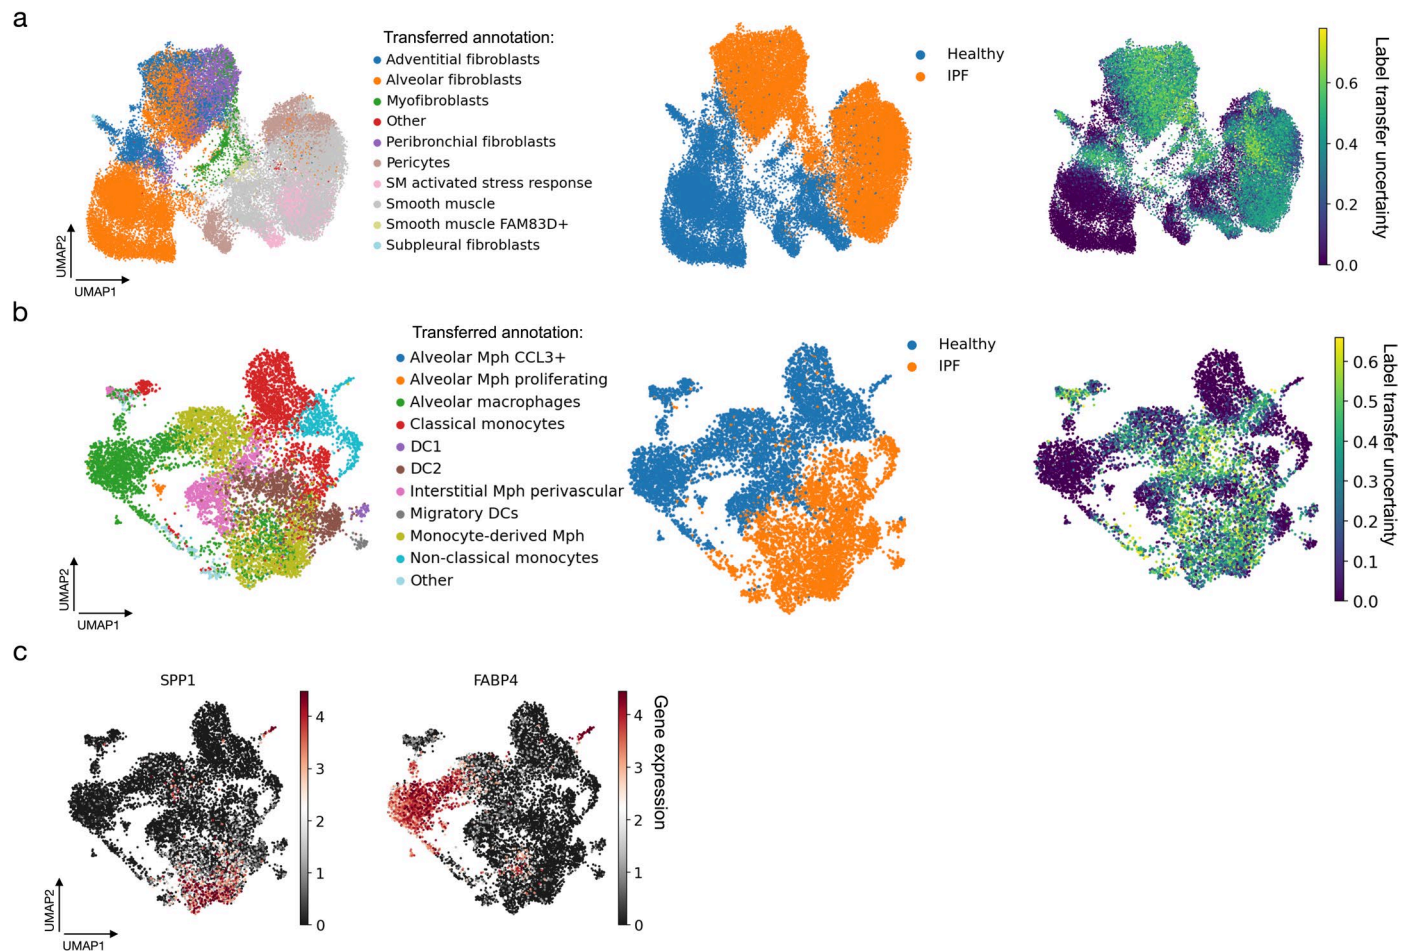 a
Transferred annotation:
Adventitial fibroblasts
Alveolar fibroblasts
Myofibroblasts
Other
Peribronchial fibroblasts
Pericytes
SM activated stress response
Smooth muscle
Smooth muscle FAM83D+
Subpleural fibroblasts
UMAP2
UMAP1
Healthy
IPF
0.6
0.4
0.2
0.0
Label transfer uncertainty
b
Transferred annotation:
Alveolar Mph CCL3+
Alveolar Mph proliferating
Alveolar macrophages
Classical monocytes
DC1
DC2
Interstitial Mph perivascular
Migratory DCs
Monocyte-derived Mph
Non-classical monocytes
Other
UMAP2
UMAP1
Healthy
IPF
0.6
0.5
0.4
0.3
0.2
0.1
0.0
Label transfer uncertainty
c
SPP1
4
3
2
1
0
UMAP2
UMAP1
FABP4
4
3
2
1
0
Gene expression